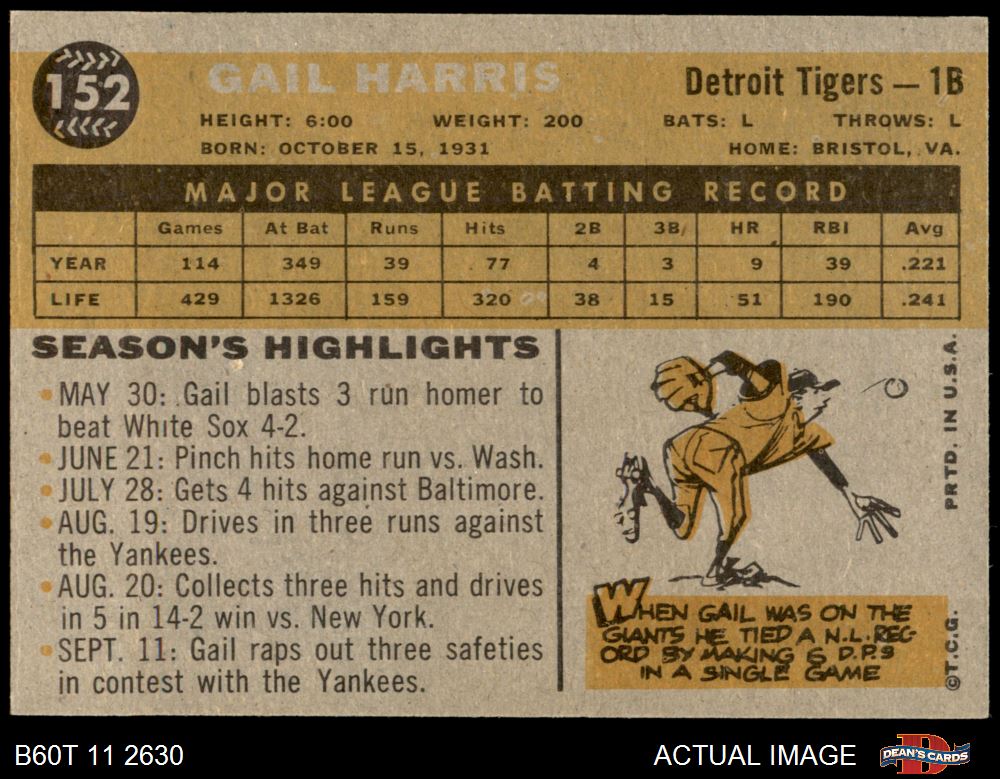 152
GAIL HARRIS
Detroit Tigers — 1B
HEIGHT: 6:00 WEIGHT: 200 BATS: L THROWS: L
BORN: OCTOBER 15, 1931 HOME: BRISTOL, VA.
MAJOR LEAGUE BATTING RECORD
Games At Bat Runs Hits 2B 3B HR RBI Avg
YEAR 114 349 39 77 4 3 9 39 .221
LIFE 429 1326 159 320 38 15 51 190 .241
SEASON'S HIGHLIGHTS
• MAY 30: Gail blasts 3 run homer to
beat White Sox 4-2.
• JUNE 21: Pinch hits home run vs. Wash.
• JULY 28: Gets 4 hits against Baltimore.
• AUG. 19: Drives in three runs against
the Yankees.
• AUG. 20: Collects three hits and drives
in 5 in 14-2 win vs. New York.
• SEPT. 11: Gail raps out three safeties
in contest with the Yankees.
WHEN GAIL WAS ON THE
GIANTS HE TIED A N.L. REC-
ORD BY MAKING 6 D.P.S
IN A SINGLE GAME
PRTD. IN U.S.A.
©T.C.G.
B60T 11 2630
ACTUAL IMAGE
D
DEAN'S CARDS